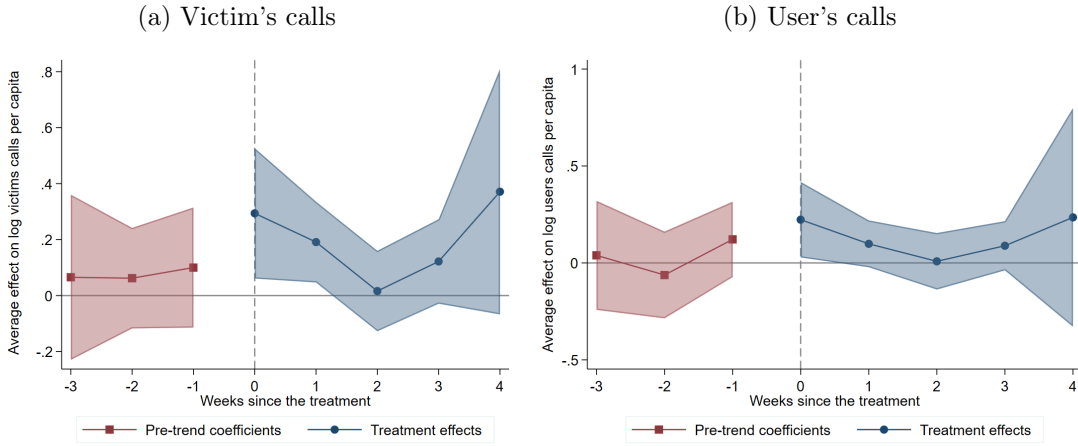 (a) Victim's calls
Average effect on log victims calls per capita
.8
.6
.4
.2
0
-.2
-3 -2 -1 0 1 2 3 4
Weeks since the treatment
Pre-trend coefficients Treatment effects
(b) User's calls
Average effect on log users calls per capita
1
.5
0
-.5
-3 -2 -1 0 1 2 3 4
Weeks since the treatment
Pre-trend coefficients Treatment effects